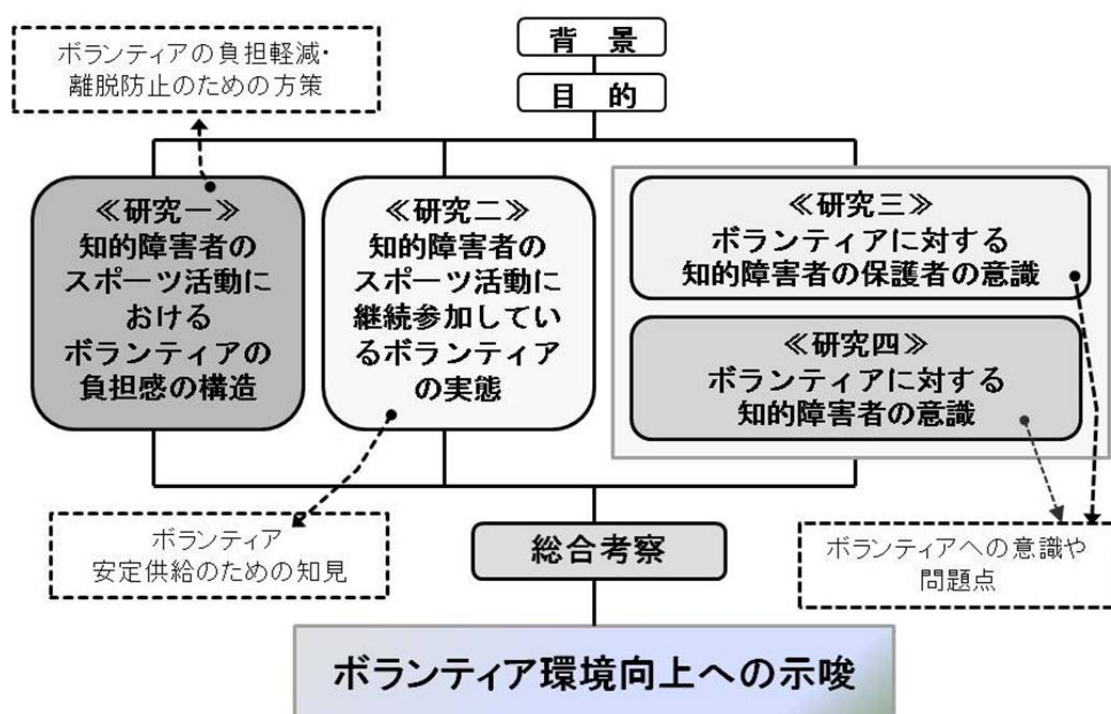 背 景
目 的
ボランティアの負担軽減・
離脱防止のための方策
≪研究一≫
知的障害者の
スポーツ活動に
おける
ボランティアの
負担感の構造
≪研究二≫
知的障害者の
スポーツ活動に
継続参加してい
るボランティア
の実態
≪研究三≫
ボランティアに対する
知的障害者の保護者の意識
≪研究四≫
ボランティアに対する
知的障害者の意識
ボランティア
安定供給のための知見
総合考察
ボランティアへの意識や
問題点
ボランティア環境向上への示唆